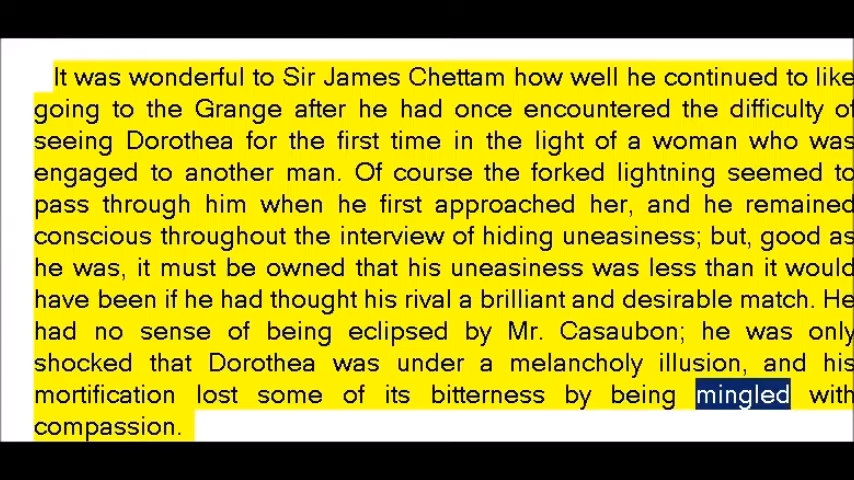 It was wonderful to Sir James Chettam how well he continued to like
going to the Grange after he had once encountered the difficulty of
seeing Dorothea for the first time in the light of a woman who was
engaged to another man. Of course the forked lightning seemed to
pass through him when he first approached her, and he remained
conscious throughout the interview of hiding uneasiness; but, good as
he was, it must be owned that his uneasiness was less than it would
have been if he had thought his rival a brilliant and desirable match. He
had no sense of being eclipsed by Mr. Casaubon; he was only
shocked that Dorothea was under a melancholy illusion, and his
mortification lost some of its bitterness by being mingled with
compassion.